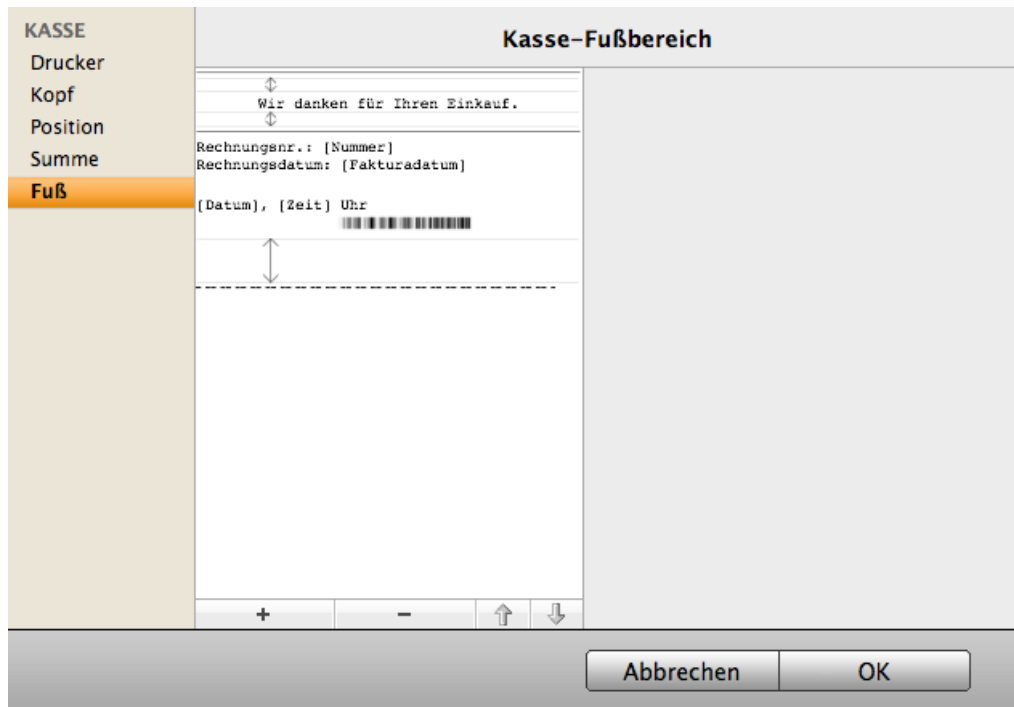 KASSE
Drucker
Kopf
Position
Summe
Fuß
Kasse-Fußbereich
Wir danken für Ihren Einkauf.
Rechnungsnr.: [Nummer]
Rechnungsdatum: [Fakturadatum]
[Datum], [Zeit] Uhr
+ −
Abbrechen OK